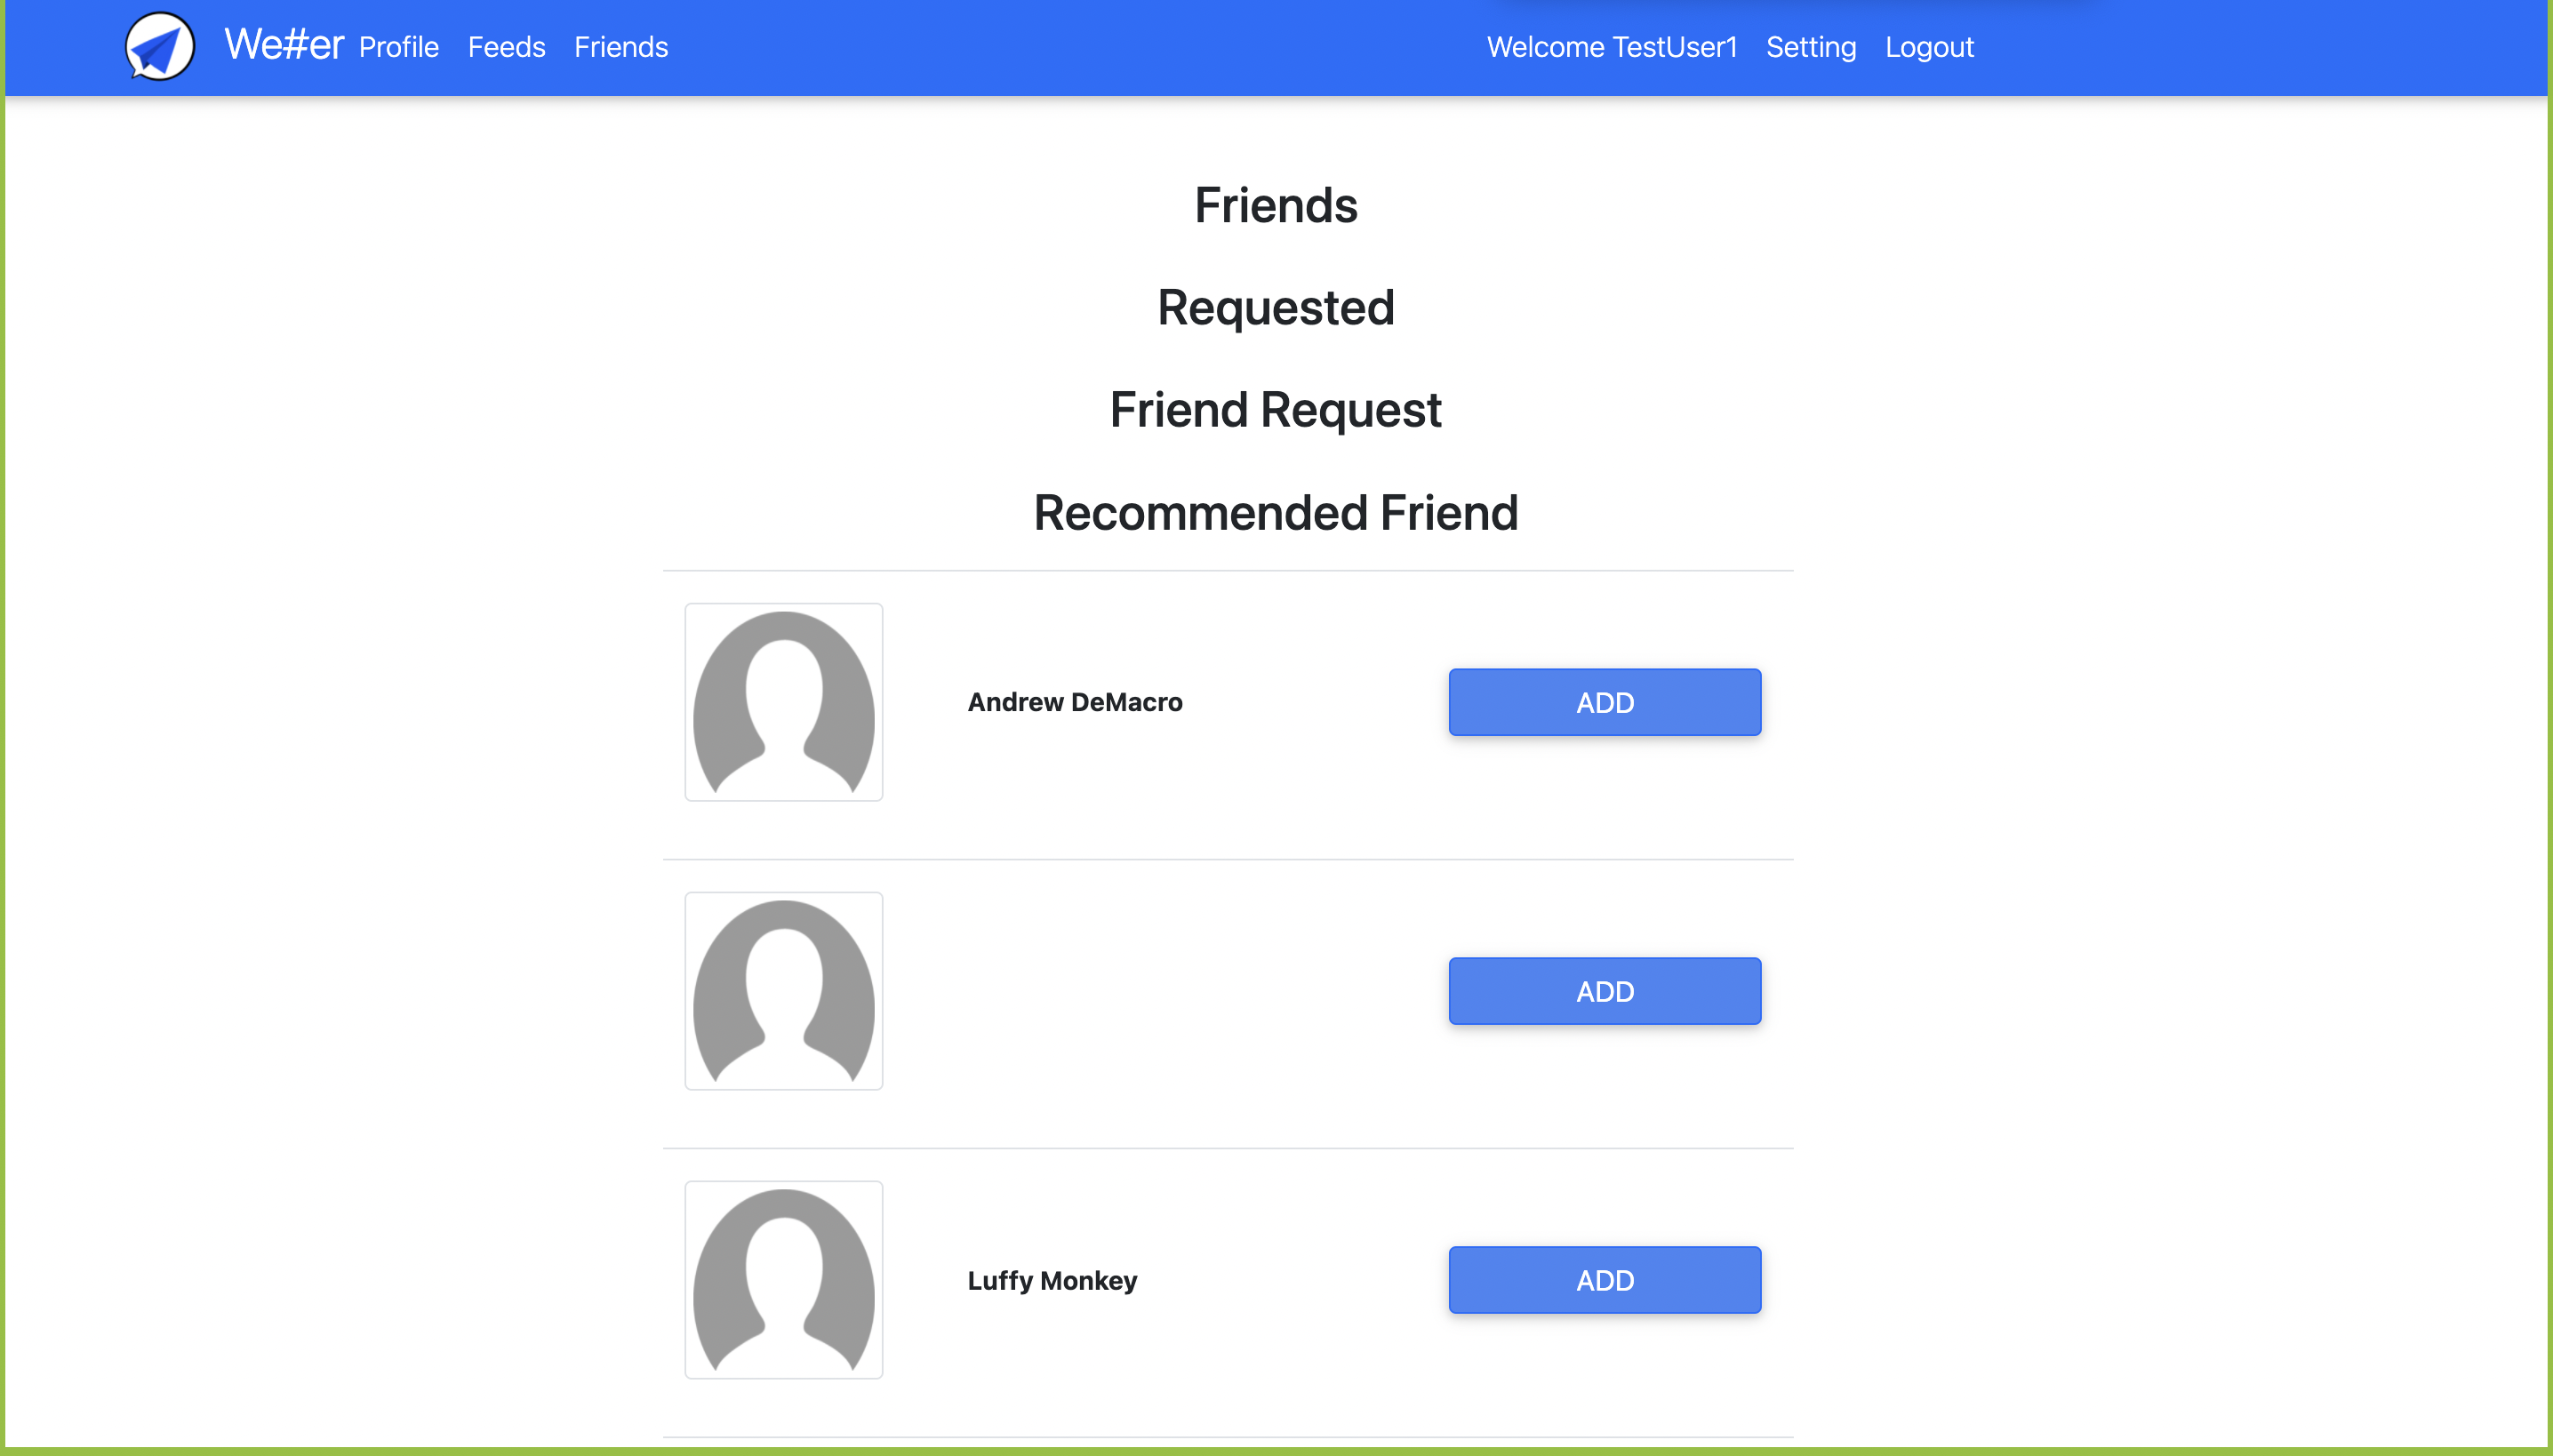 We#er Profile Feeds Friends Welcome TestUser1 Setting Logout
Friends
Requested
Friend Request
Recommended Friend
Andrew DeMacro ADD
ADD
Luffy Monkey ADD